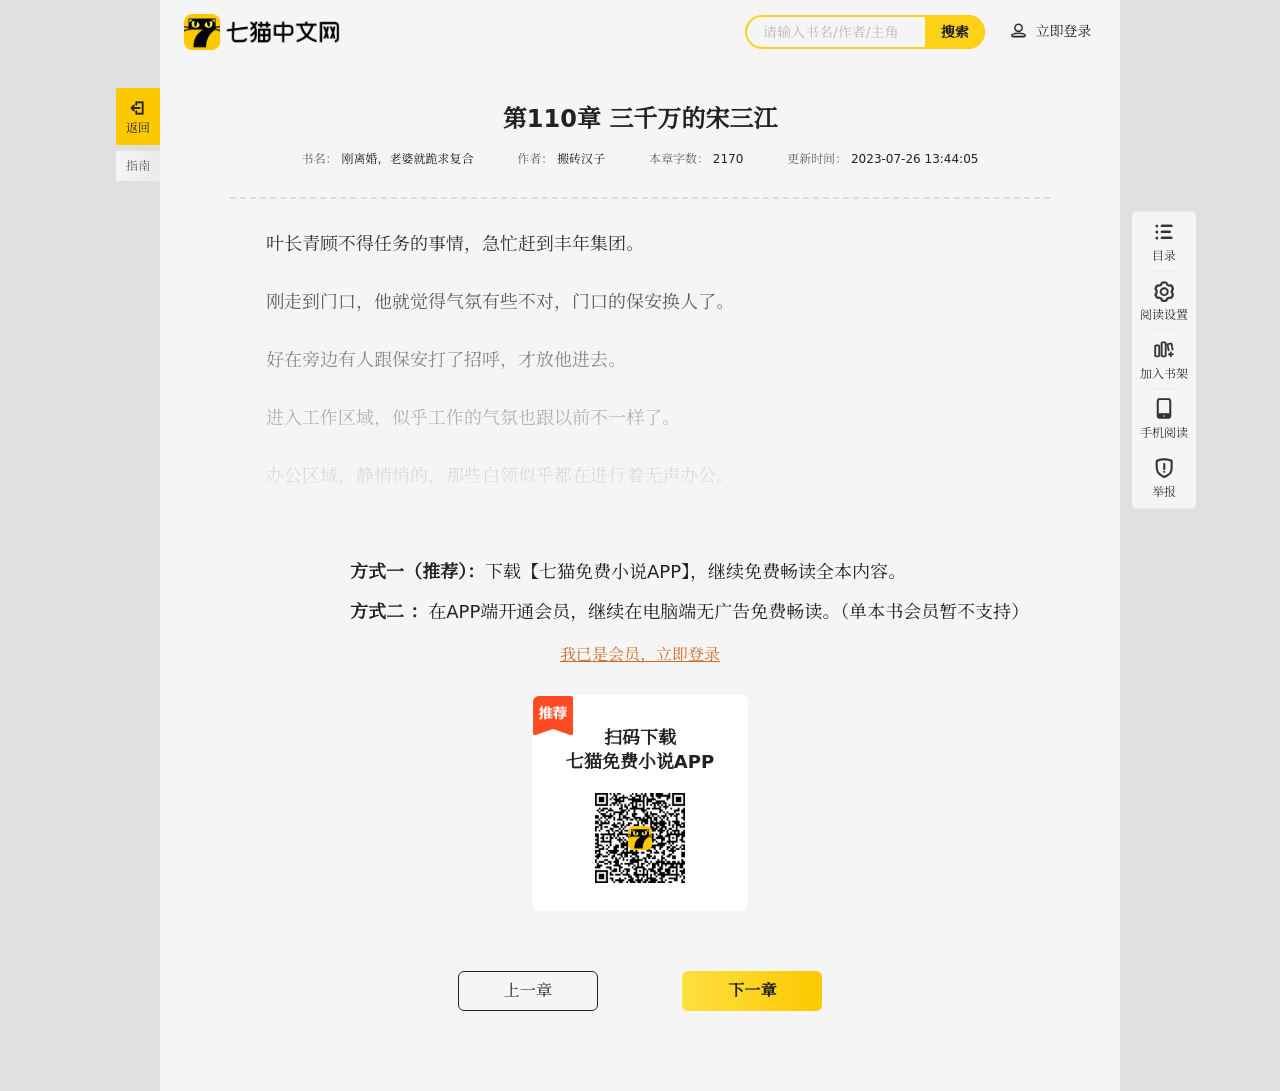 七猫中文网
请输入书名/作者/主角
搜索
立即登录
返回
指南
第110章 三千万的宋三江
书名： 刚离婚，老婆就跪求复合 作者： 搬砖汉子 本章字数： 2170 更新时间： 2023-07-26 13:44:05
叶长青顾不得任务的事情，急忙赶到丰年集团。
刚走到门口，他就觉得气氛有些不对，门口的保安换人了。
好在旁边有人跟保安打了招呼，才放他进去。
进入工作区域，似乎工作的气氛也跟以前不一样了。
办公区域，静悄悄的，那些白领似乎都在进行着无声办公。
目录
阅读设置
加入书架
手机阅读
举报
方式一（推荐）：下载【七猫免费小说APP】，继续免费畅读全本内容。
方式二 ：在APP端开通会员，继续在电脑端无广告免费畅读。（单本书会员暂不支持）
我已是会员，立即登录
推荐
扫码下载
七猫免费小说APP
上一章
下一章